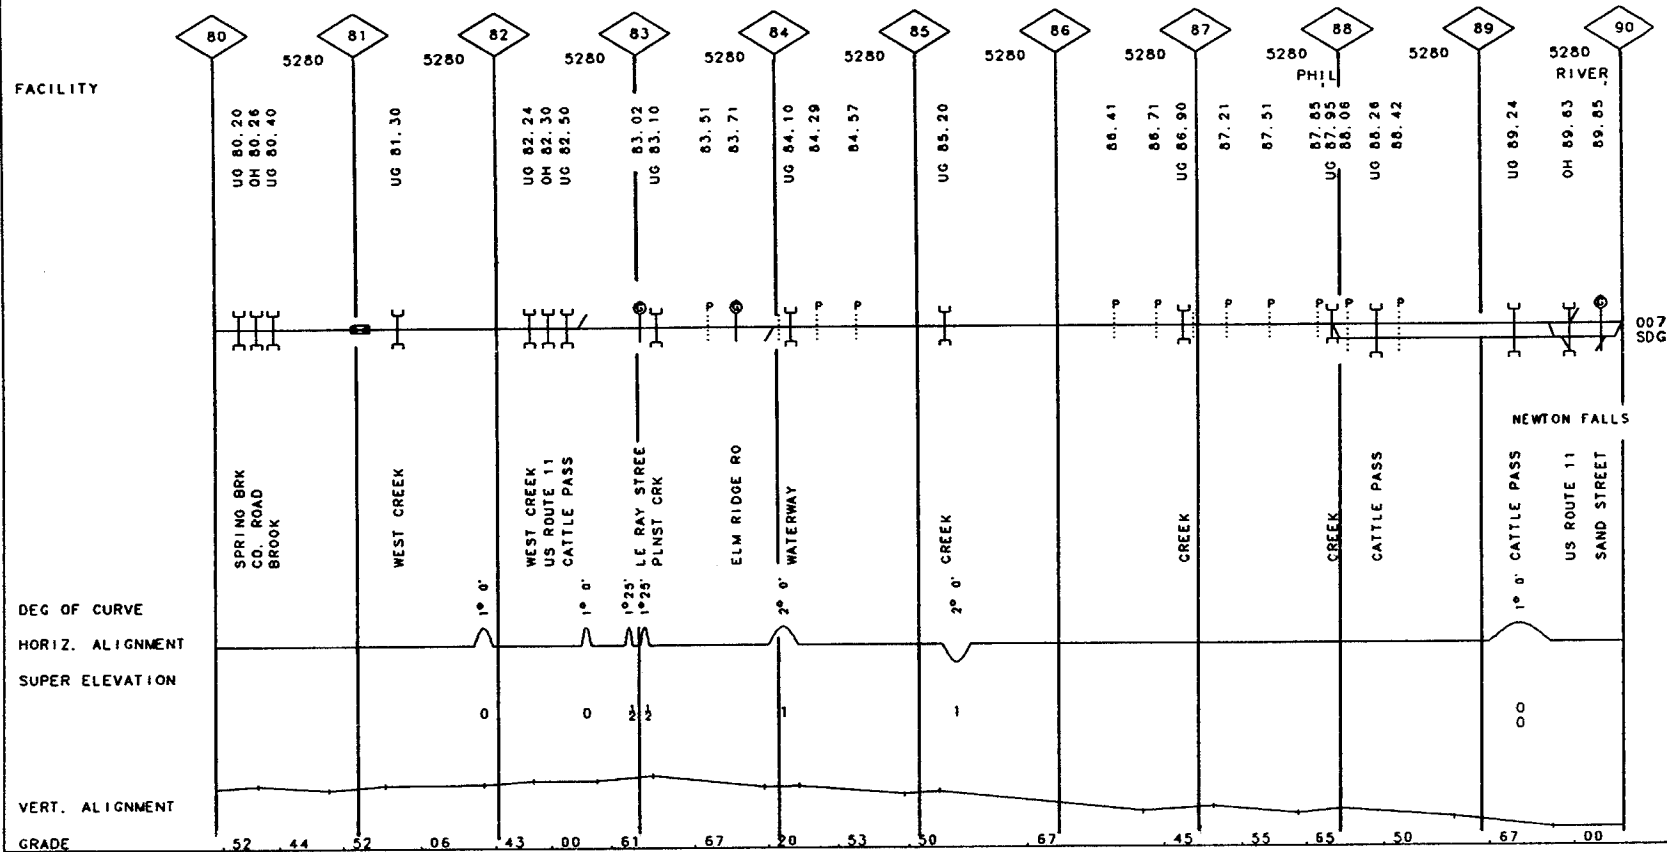 80 81 82 83 84 85 86 87 88 89 90
5280 5280 5280 5280 5280 5280 5280 5280 5280 5280
PHIL RIVER
FACILITY
UG 80.20
OH 80.26
UG 80.40
UG 81.30
UG 82.24
OH 82.30
UG 82.50
83.02
UG 83.10
83.51
83.71
UG 84.10
84.29
84.57
UG 85.20
86.41
86.71
UG 86.90
87.21
87.51
87.85
UG 87.95
88.06
UG 88.26
88.42
UG 89.24
OH 89.63
89.85
G P G P P P P P P P P P G
007
SDG
NEWTON FALLS
SPRING BRK
CO. ROAD
BROOK
WEST CREEK
WEST CREEK
US ROUTE 11
CATTLE PASS
LE RAY STREE
PLNST CRK
ELM RIDGE RO
WATERWAY
CREEK
CREEK
CREEK
CATTLE PASS
CATTLE PASS
US ROUTE 11
SAND STREET
DEG OF CURVE
1° 0' 1° 0' 1°25' 1°25' 2° 0' 2° 0' 1° 0'
HORIZ. ALIGNMENT
SUPER ELEVATION
0 0 ½ ½ 1 1 0
0
VERT. ALIGNMENT
GRADE .52 .44 .52 .06 .43 .00 .61 .67 .20 .53 .50 .67 .45 .55 .65 .50 .67 .00